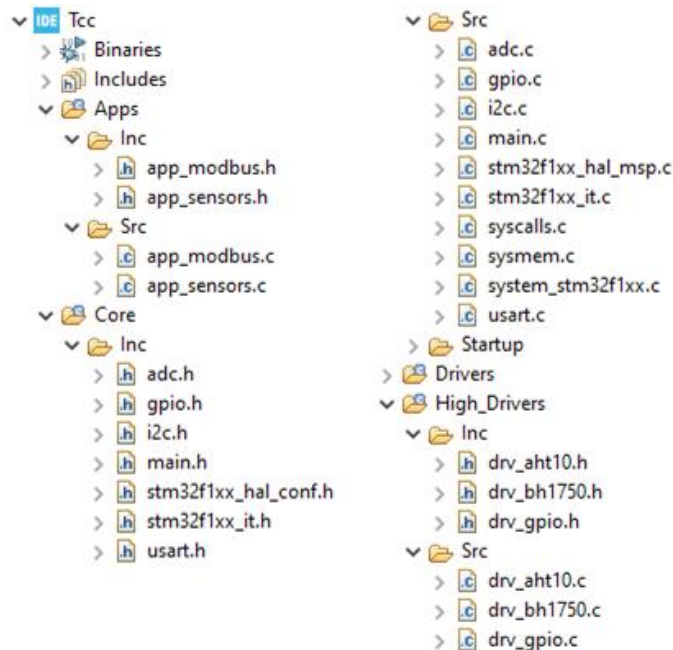 IDE Tcc
Binaries
Includes
Apps
Inc
.h app_modbus.h
.h app_sensors.h
Src
.c app_modbus.c
.c app_sensors.c
Core
Inc
.h adc.h
.h gpio.h
.h i2c.h
.h main.h
.h stm32f1xx_hal_conf.h
.h stm32f1xx_it.h
.h usart.h
Src
.c adc.c
.c gpio.c
.c i2c.c
.c main.c
.c stm32f1xx_hal_msp.c
.c stm32f1xx_it.c
.c syscalls.c
.c sysmem.c
.c system_stm32f1xx.c
.c usart.c
Startup
Drivers
High_Drivers
Inc
.h drv_aht10.h
.h drv_bh1750.h
.h drv_gpio.h
Src
.c drv_aht10.c
.c drv_bh1750.c
.c drv_gpio.c